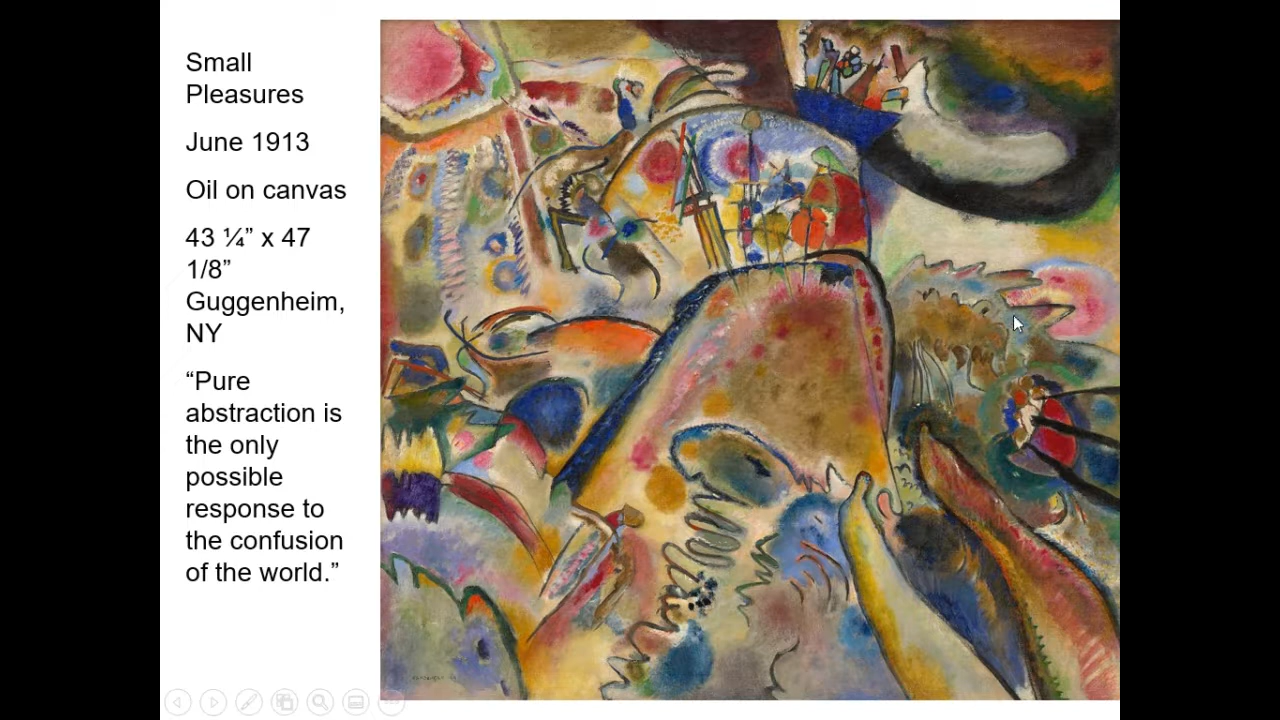 Small
Pleasures
June 1913
Oil on canvas
43 ¼” x 47
1/8”
Guggenheim,
NY
“Pure
abstraction is
the only
possible
response to
the confusion
of the world.”